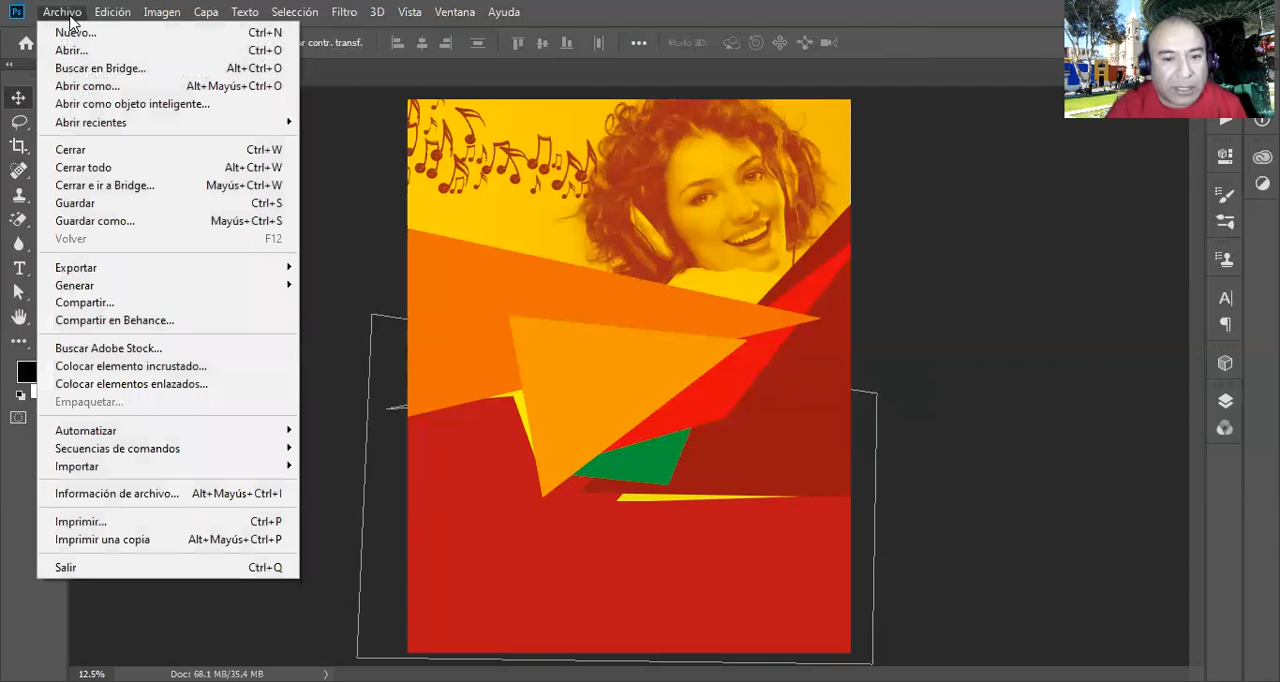 Ps Archivo Edición Imagen Capa Texto Selección Filtro 3D Vista Ventana Ayuda
contr. transf. Modo 3D:
Nuevo... Ctrl+N
Abrir... Ctrl+O
Buscar en Bridge... Alt+Ctrl+O
Abrir como... Alt+Mayús+Ctrl+O
Abrir como objeto inteligente...
Abrir recientes
Cerrar Ctrl+W
Cerrar todo Alt+Ctrl+W
Cerrar e ir a Bridge... Mayús+Ctrl+W
Guardar Ctrl+S
Guardar como... Mayús+Ctrl+S
Volver F12
Exportar
Generar
Compartir...
Compartir en Behance...
Buscar Adobe Stock...
Colocar elemento incrustado...
Colocar elementos enlazados...
Empaquetar...
Automatizar
Secuencias de comandos
Importar
Información de archivo... Alt+Mayús+Ctrl+I
Imprimir... Ctrl+P
Imprimir una copia Alt+Mayús+Ctrl+P
Salir Ctrl+Q
12.5% Doc: 68.1 MB/35.4 MB